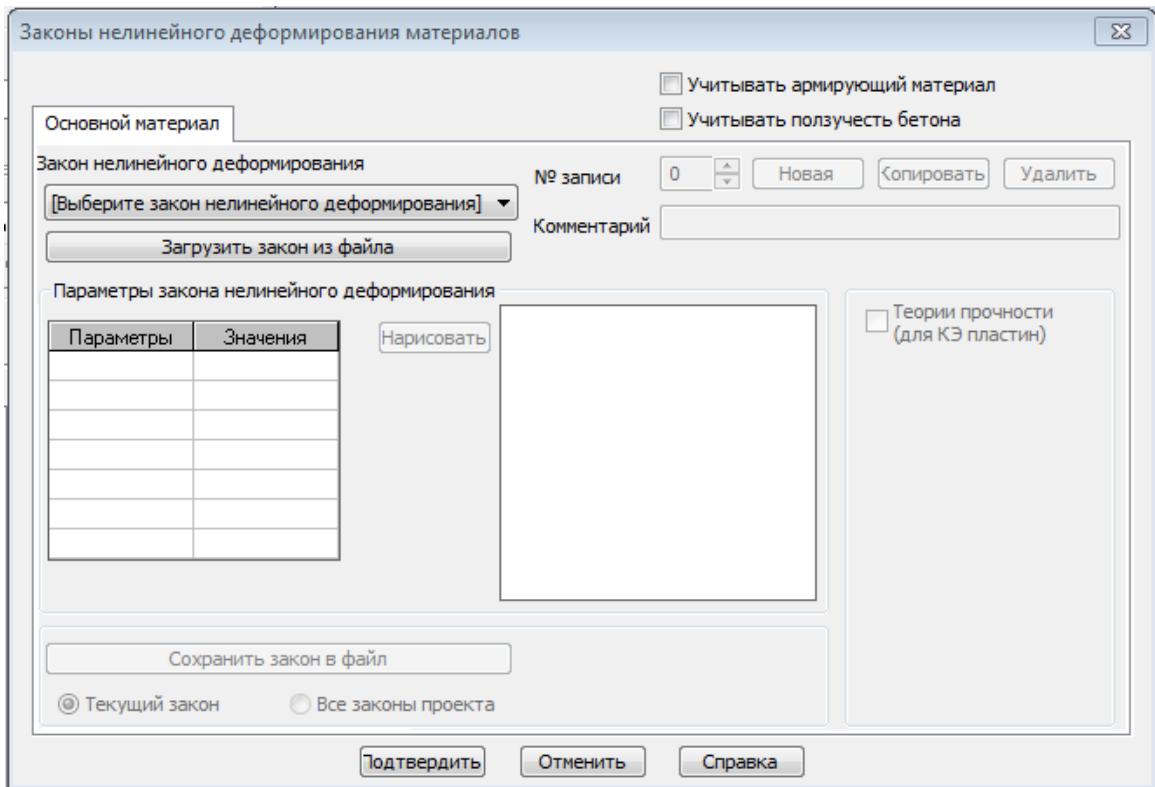 Законы нелинейного деформирования материалов
Учитывать армирующий материал
Учитывать ползучесть бетона
Основной материал
Закон нелинейного деформирования
[Выберите закон нелинейного деформирования]
Загрузить закон из файла
№ записи
0
Новая
Копировать
Удалить
Комментарий
Параметры закона нелинейного деформирования
Параметры Значения
Нарисовать
Теории прочности
(для КЭ пластин)
Сохранить закон в файл
Текущий закон
Все законы проекта
Подтвердить
Отменить
Справка